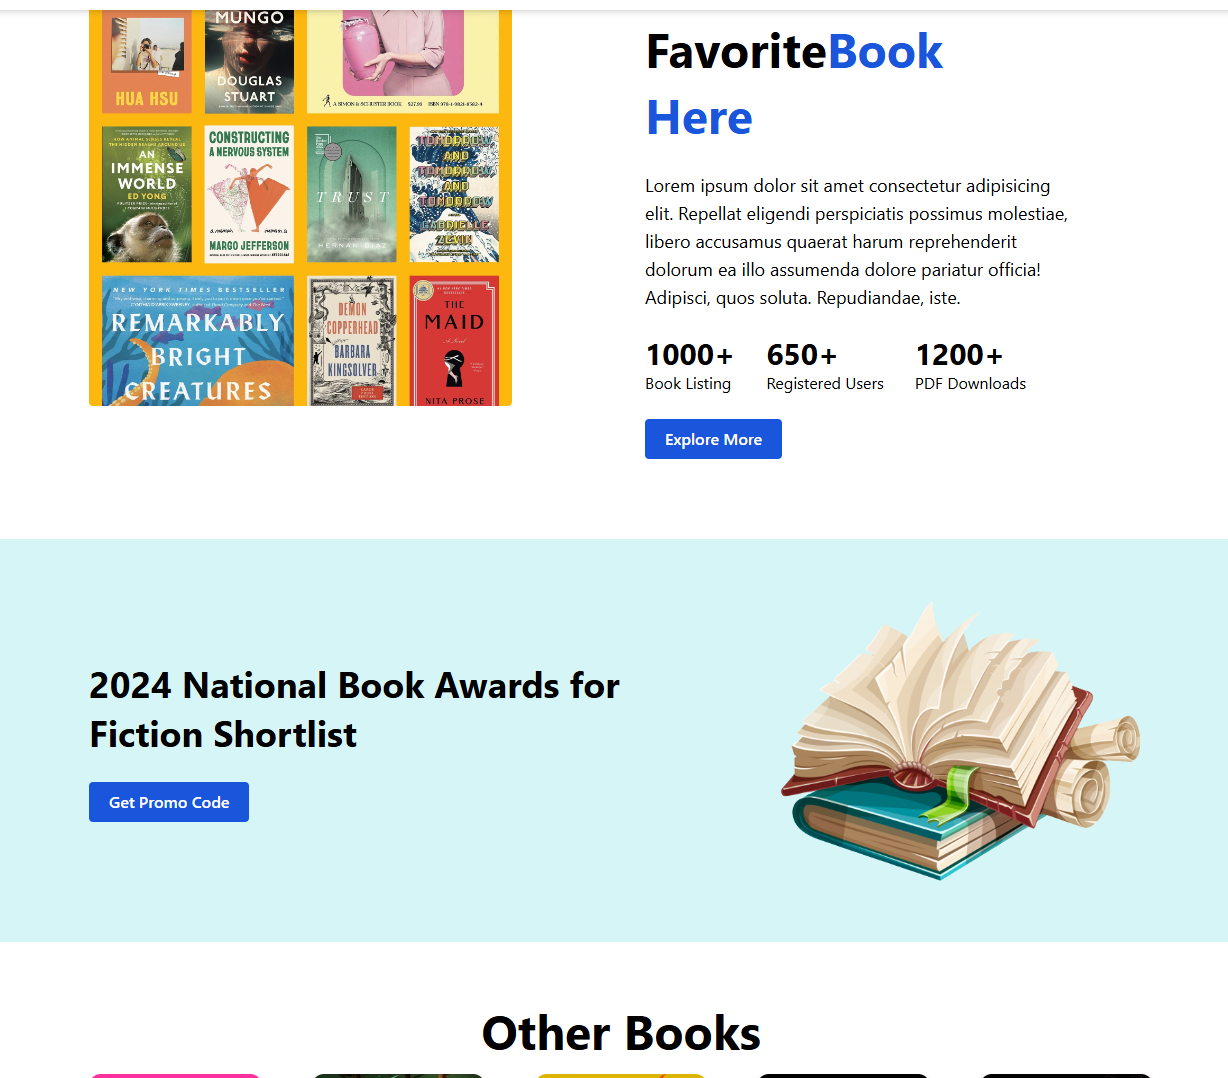 MUNGO
DOUGLAS
STUART
HUA HSU
A SIMON & SCHUSTER BOOK $27.99 ISBN 978-1-9821-8582-4
AN
IMMENSE
WORLD
ED YONG
CONSTRUCTING
A NERVOUS SYSTEM
a memoir
MARGO JEFFERSON
TRUST
HERNAN DIAZ
TOMORROW
AND
TOMORROW
AND
TOMORROW
GABRIELLE
ZEVIN
NEW YORK TIMES BESTSELLER
REMARKABLY
BRIGHT
CREATURES
DEMON
COPPERHEAD
BARBARA
KINGSOLVER
THE
MAID
A Novel
NITA PROSE
FavoriteBook
Here
Lorem ipsum dolor sit amet consectetur adipisicing
elit. Repellat eligendi perspiciatis possimus molestiae,
libero accusamus quaerat harum reprehenderit
dolorum ea illo assumenda dolore pariatur officia!
Adipisci, quos soluta. Repudiandae, iste.
1000+ 650+ 1200+
Book Listing Registered Users PDF Downloads
Explore More
2024 National Book Awards for
Fiction Shortlist
Get Promo Code
Other Books